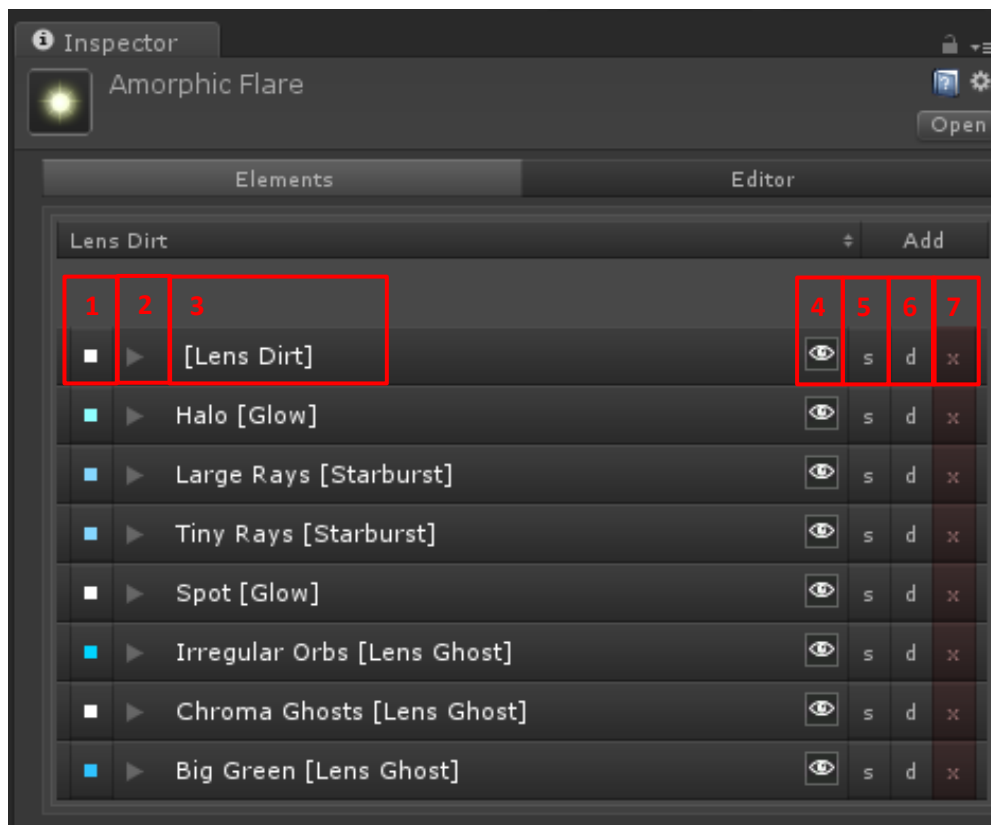 Inspector
Amorphic Flare
Open
Elements Editor
Lens Dirt Add
1 2 3 4 5 6 7
[Lens Dirt] s d x
Halo [Glow] s d x
Large Rays [Starburst] s d x
Tiny Rays [Starburst] s d x
Spot [Glow] s d x
Irregular Orbs [Lens Ghost] s d x
Chroma Ghosts [Lens Ghost] s d x
Big Green [Lens Ghost] s d x